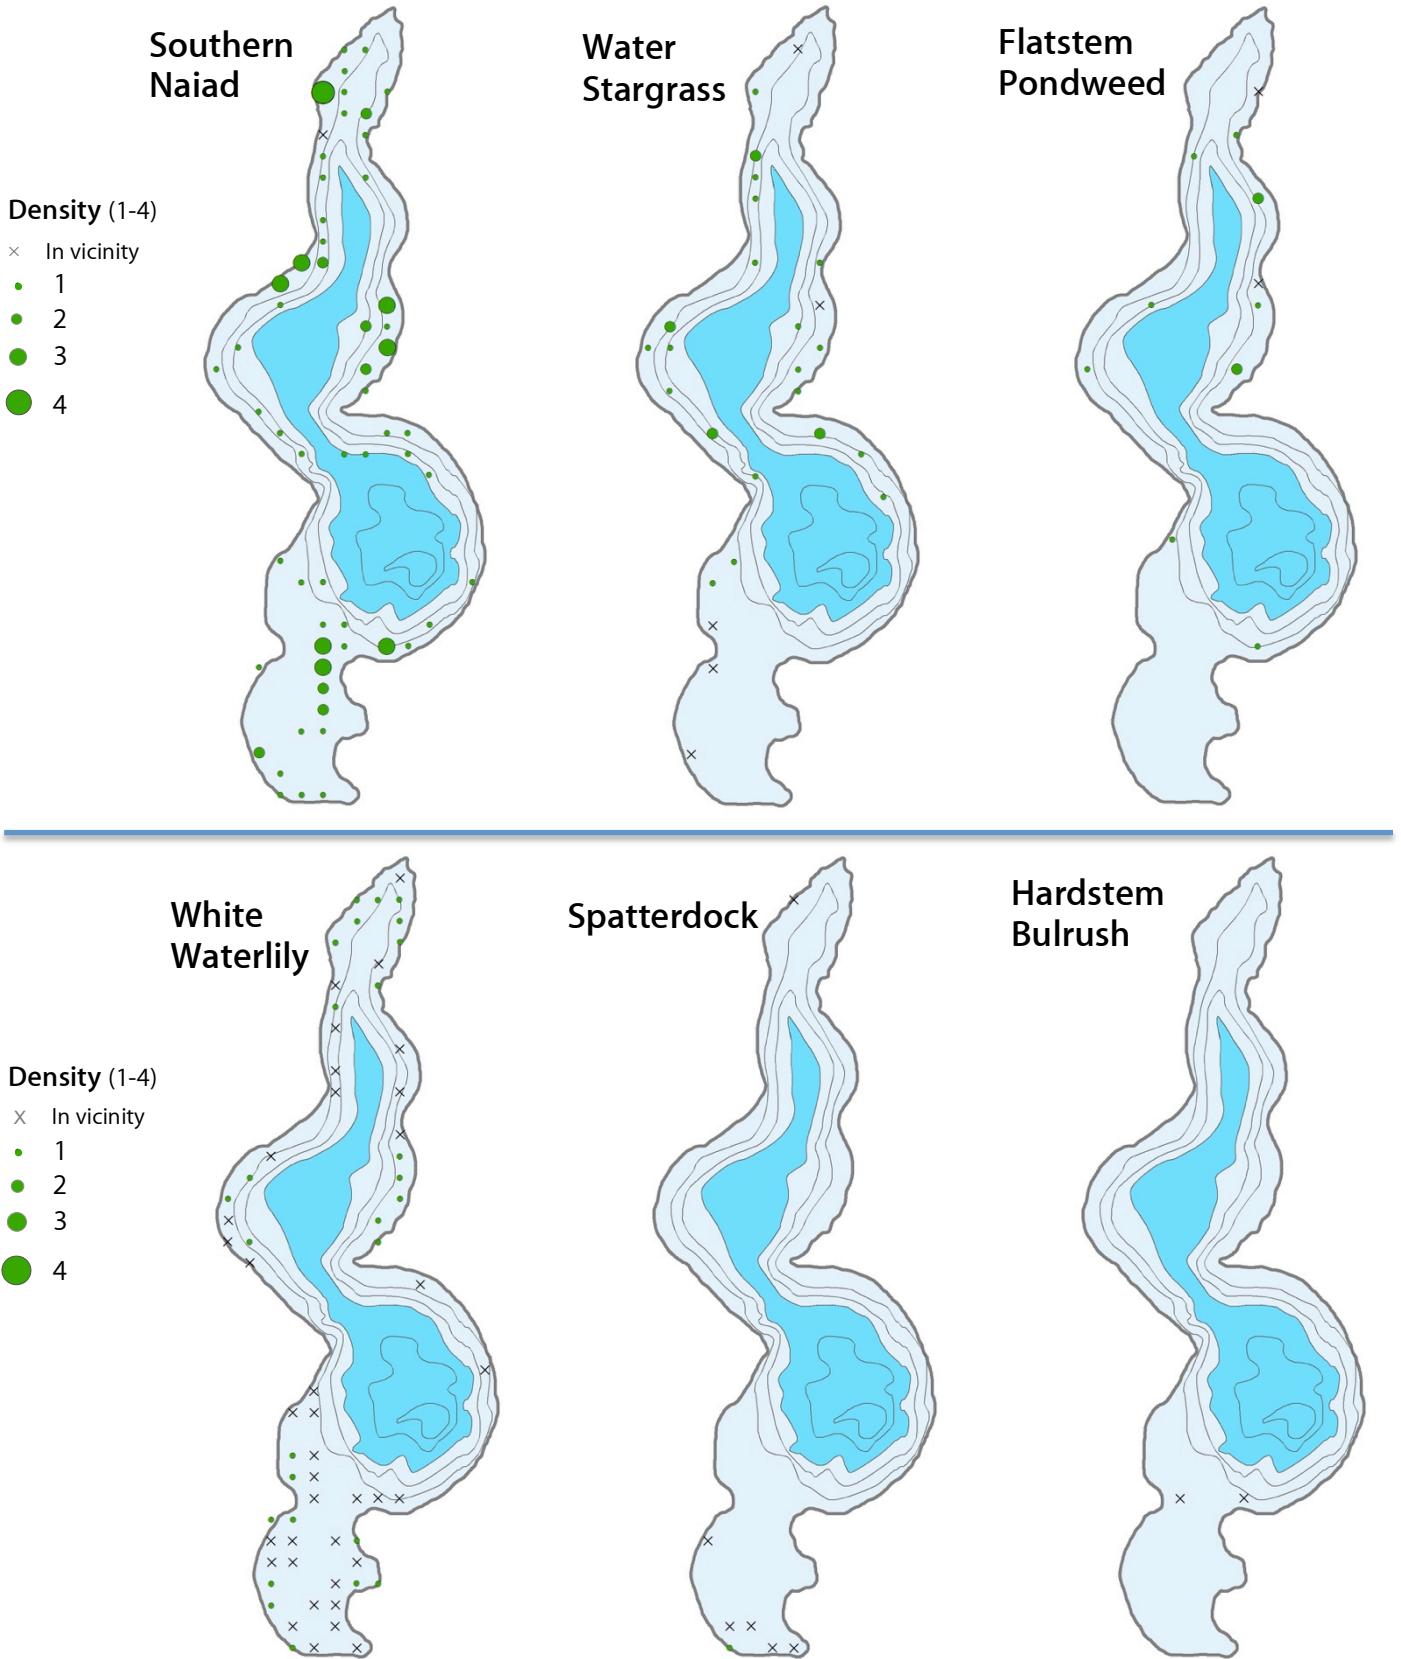 Southern
Naiad
Water
Stargrass
Flatstem
Pondweed
Density (1-4)
× In vicinity
1
2
3
4
White
Waterlily
Spatterdock
Hardstem
Bulrush
Density (1-4)
X In vicinity
1
2
3
4